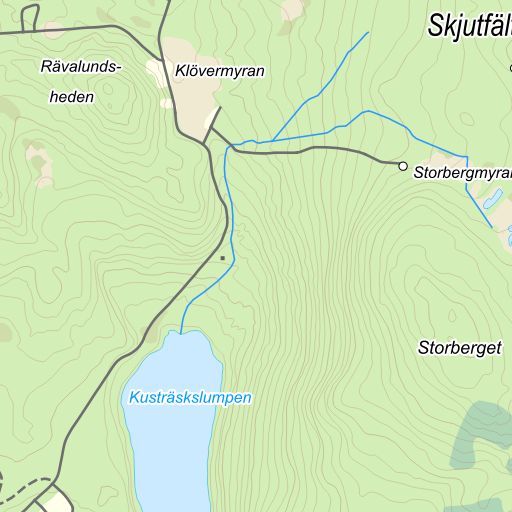 Skjutfäl
Rävalunds-
heden
Klövermyran
Storbergmyran
Storberget
Kusträskslumpen